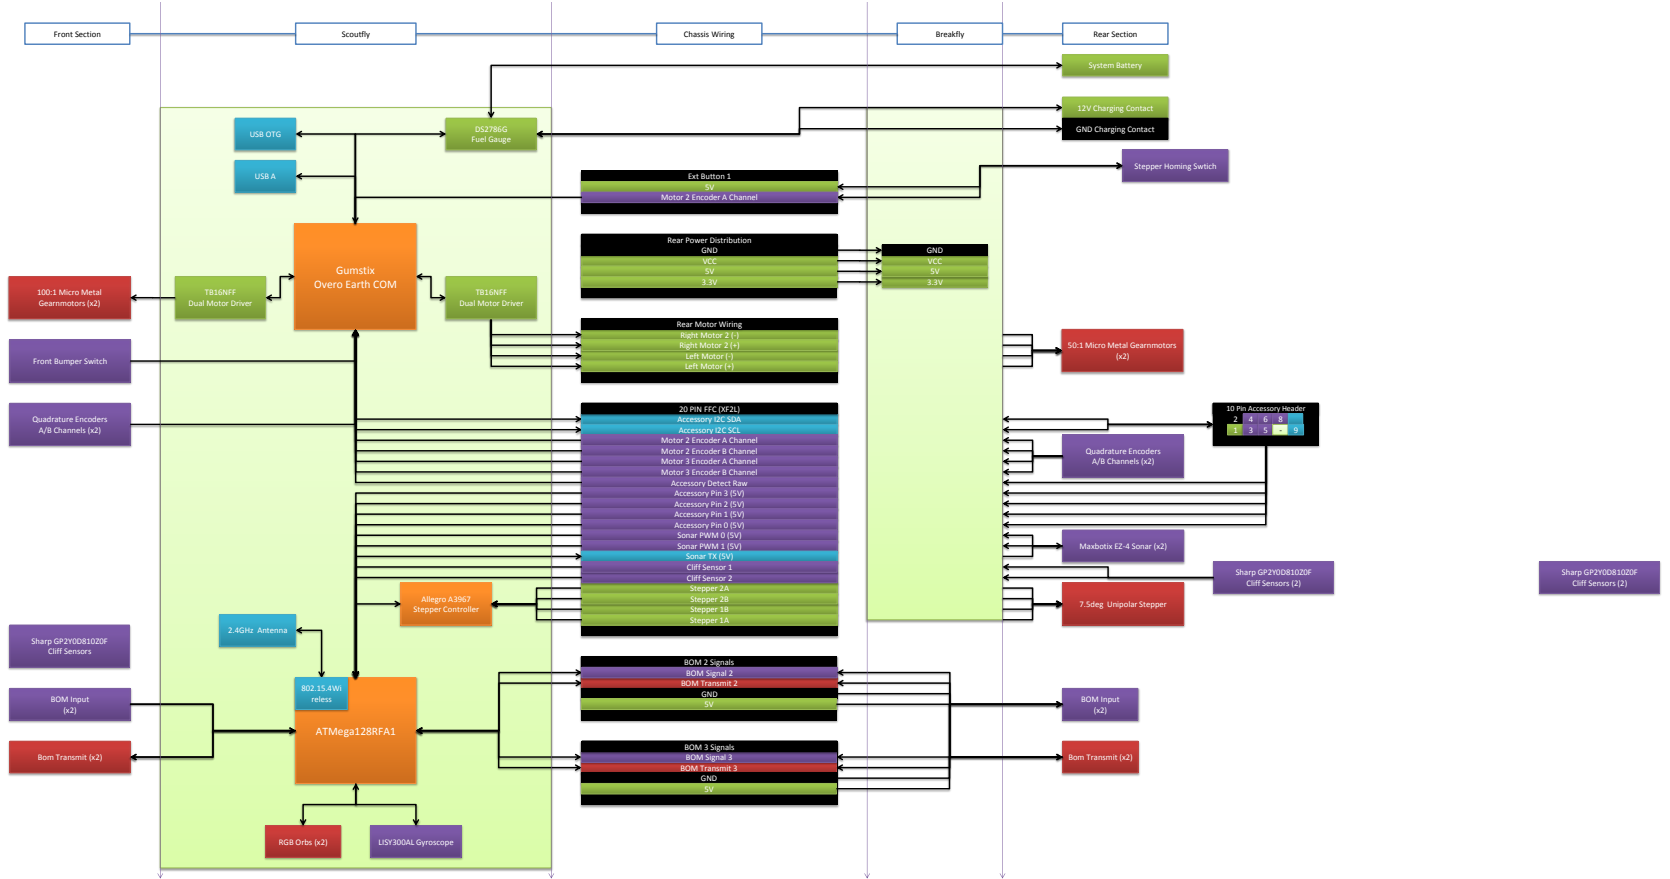 Front Section
Scoutfly
Chassis Wiring
Breakfly
Rear Section
System Battery
12V Charging Contact
GND Charging Contact
USB OTG
DS2786G
Fuel Gauge
USB A
Stepper Homing Swtich
Ext Button 1
5V
Motor 2 Encoder A Channel
Rear Power Distribution
GND
VCC
5V
3.3V
GND
VCC
5V
3.3V
Gumstix
Overo Earth COM
100:1 Micro Metal
Gearnmotors (x2)
TB16NFF
Dual Motor Driver
TB16NFF
Dual Motor Driver
Rear Motor Wiring
Right Motor 2 (-)
Right Motor 2 (+)
Left Motor (-)
Left Motor (+)
50:1 Micro Metal Gearnmotors
(x2)
Front Bumper Switch
Quadrature Encoders
A/B Channels (x2)
20 PIN FFC (XF2L)
Accessory I2C SDA
Accessory I2C SCL
Motor 2 Encoder A Channel
Motor 2 Encoder B Channel
Motor 3 Encoder A Channel
Motor 3 Encoder B Channel
Accessory Detect Raw
Accessory Pin 3 (5V)
Accessory Pin 2 (5V)
Accessory Pin 1 (5V)
Accessory Pin 0 (5V)
Sonar PWM 0 (5V)
Sonar PWM 1 (5V)
Sonar TX (5V)
Cliff Sensor 1
Cliff Sensor 2
Stepper 2A
Stepper 2B
Stepper 1B
Stepper 1A
10 Pin Accessory Header
2 4 6 8
1 3 5 - 9
Quadrature Encoders
A/B Channels (x2)
Maxbotix EZ-4 Sonar (x2)
Sharp GP2Y0D810Z0F
Cliff Sensors (2)
Sharp GP2Y0D810Z0F
Cliff Sensors (2)
7.5deg Unipolar Stepper
Allegro A3967
Stepper Controller
2.4GHz Antenna
Sharp GP2Y0D810Z0F
Cliff Sensors
802.15.4Wi
reless
ATMega128RFA1
BOM Input
(x2)
Bom Transmit (x2)
BOM 2 Signals
BOM Signal 2
BOM Transmit 2
GND
5V
BOM 3 Signals
BOM Signal 3
BOM Transmit 3
GND
5V
BOM Input
(x2)
Bom Transmit (x2)
RGB Orbs (x2)
LISY300AL Gyroscope